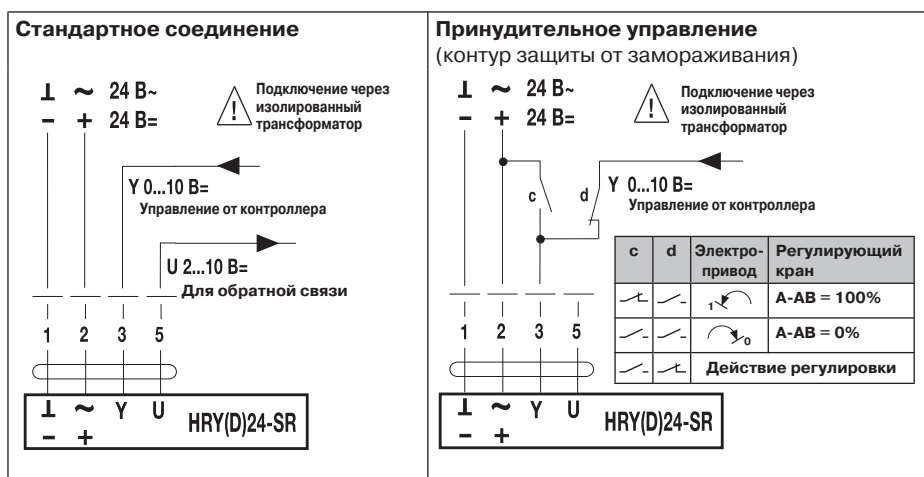 Стандартное соединение
⊥ ~ 24 В~
– + 24 В=
Подключение через
изолированный
трансформатор
Y 0...10 В=
Управление от контроллера
U 2...10 В=
Для обратной связи
1 2 3 5
⊥ ~ Y U
– +
HRY(D)24-SR
Принудительное управление
(контур защиты от замораживания)
⊥ ~ 24 В~
– + 24 В=
Подключение через
изолированный
трансформатор
c d Y 0...10 В=
Управление от контроллера
c d Электро-привод Регулирующий кран
1 A-AB = 100%
0 A-AB = 0%
Действие регулировки
1 2 3 5
⊥ ~ Y U
– +
HRY(D)24-SR